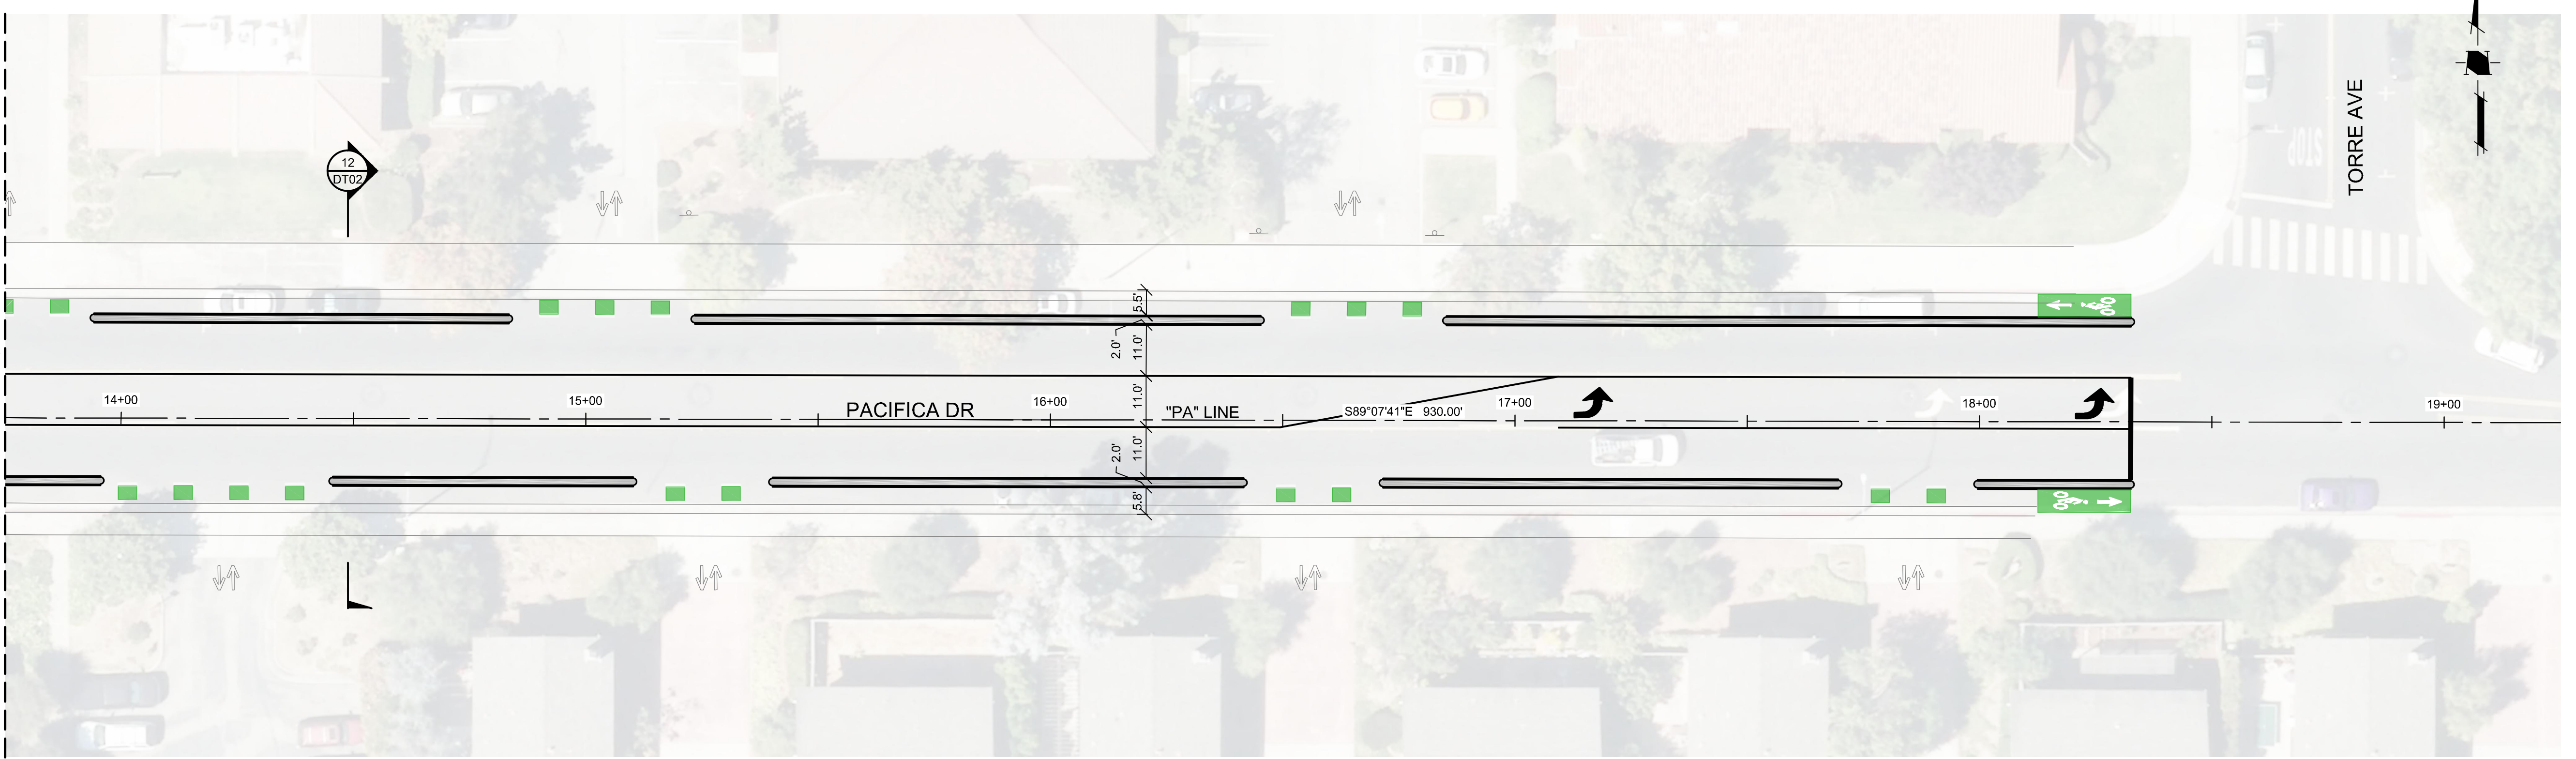 TORRE AVE
STOP
12
DT02
5.5'
2.0'
11.0'
11.0'
14+00
15+00
PACIFICA DR
16+00
"PA" LINE
S89°07'41"E 930.00'
17+00
18+00
19+00
2.0'
11.0'
5.8'